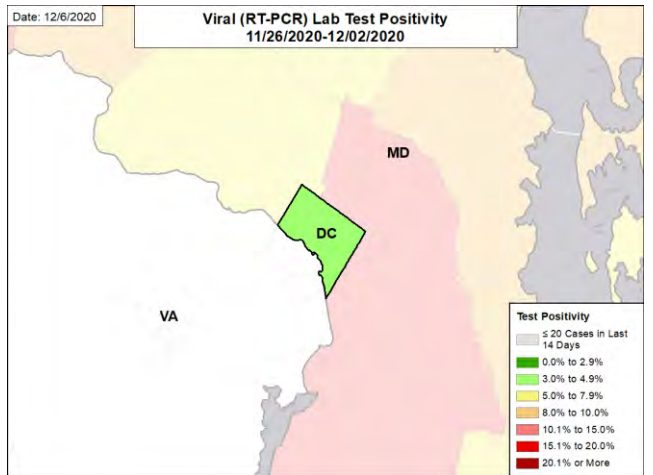 Date: 12/6/2020
Viral (RT-PCR) Lab Test Positivity
11/26/2020-12/02/2020
MD
DC
VA
Test Positivity
≤ 20 Cases in Last
14 Days
0.0% to 2.9%
3.0% to 4.9%
5.0% to 7.9%
8.0% to 10.0%
10.1% to 15.0%
15.1% to 20.0%
20.1% or More